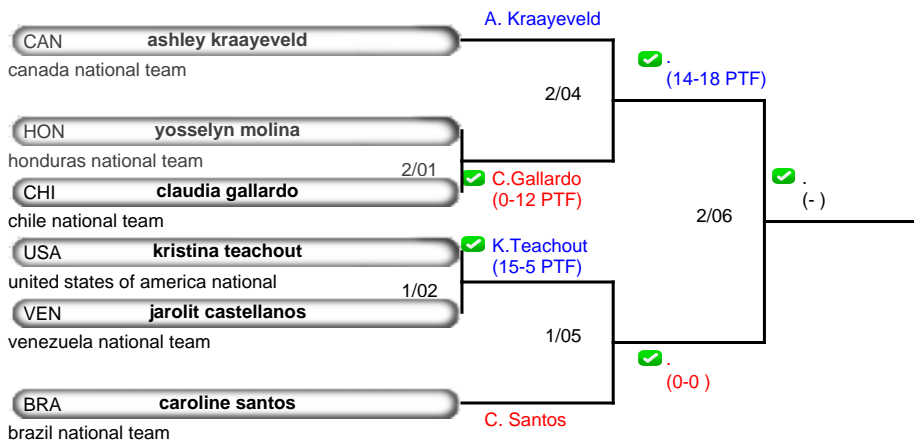 A. Kraayeveld
CAN ashley kraayeveld
canada national team
.
(14-18 PTF)
2/04
HON yosselyn molina
honduras national team
2/01
C.Gallardo
(0-12 PTF)
CHI claudia gallardo
chile national team
.
(- )
2/06
USA kristina teachout
united states of america national
K.Teachout
(15-5 PTF)
1/02
VEN jarolit castellanos
venezuela national team
1/05
.
(0-0 )
BRA caroline santos
brazil national team
C. Santos